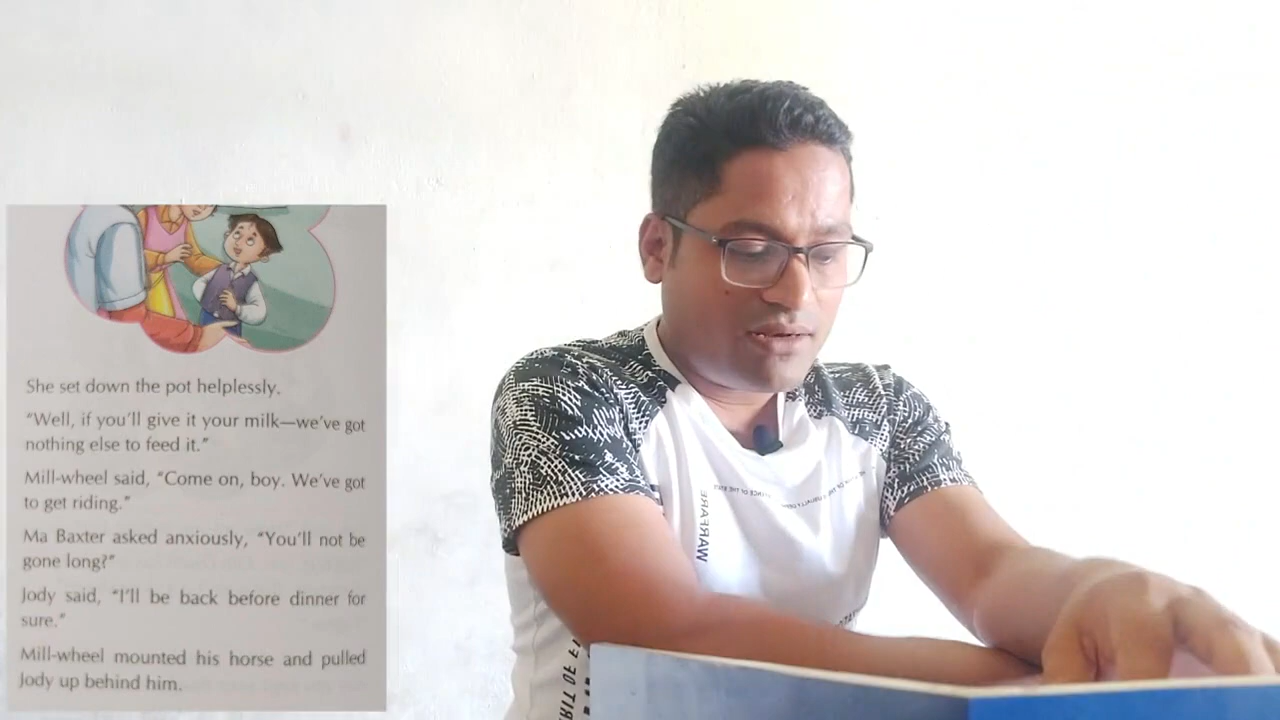 She set down the pot helplessly.
"Well, if you'll give it your milk—we've got
nothing else to feed it."
Mill-wheel said, "Come on, boy. We've got
to get riding."
Ma Baxter asked anxiously, "You'll not be
gone long?"
Jody said, "I'll be back before dinner for
sure."
Mill-wheel mounted his horse and pulled
Jody up behind him.
WARFARE